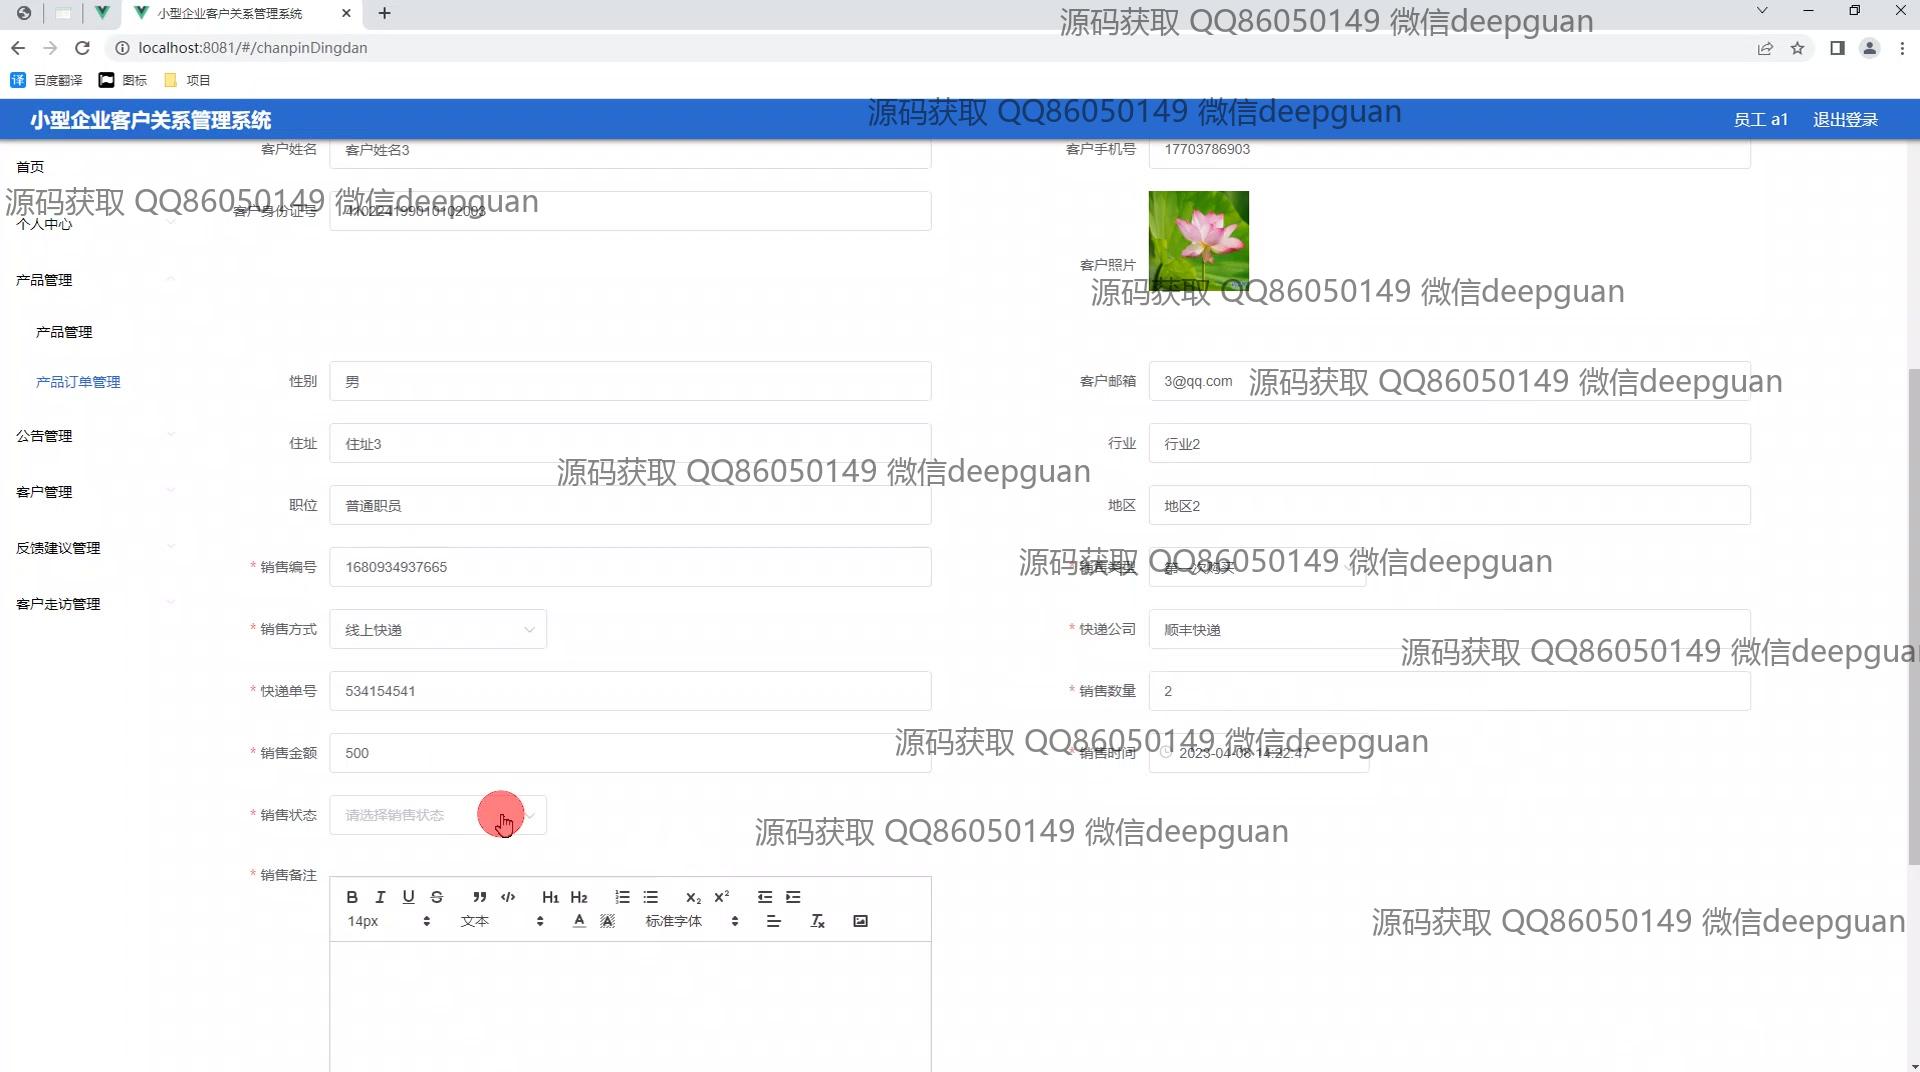 小型企业客户关系管理系统
源码获取 QQ86050149 微信deepguan
localhost:8081/#/chanpinDingdan
百度翻译 图标 项目
小型企业客户关系管理系统
源码获取 QQ86050149 微信deepguan
员工 a1 退出登录
首页
客户姓名 客户姓名3
客户手机号 17703786903
源码获取 QQ86050149 微信deepguan
个人中心
客户身份证号
客户照片
源码获取 QQ86050149 微信deepguan
产品管理
产品管理
产品订单管理
性别 男
客户邮箱 3@qq.com
源码获取 QQ86050149 微信deepguan
公告管理
住址 住址3
行业 行业2
源码获取 QQ86050149 微信deepguan
客户管理
职位 普通职员
地区 地区2
反馈建议管理
* 销售编号 1680934937665
* 销售类型 第一次购买
源码获取 QQ86050149 微信deepguan
客户走访管理
* 销售方式 线上快递
* 快递公司 顺丰快递
源码获取 QQ86050149 微信deepgua
* 快递单号 534154541
* 销售数量 2
源码获取 QQ86050149 微信deepguan
* 销售金额 500
* 销售时间 2023-04-08 14:22:47
* 销售状态 请选择销售状态
源码获取 QQ86050149 微信deepguan
* 销售备注
B I U S H1 H2 X₂ X²
14px 文本 A A 标准字体 Tx
源码获取 QQ86050149 微信deepguan